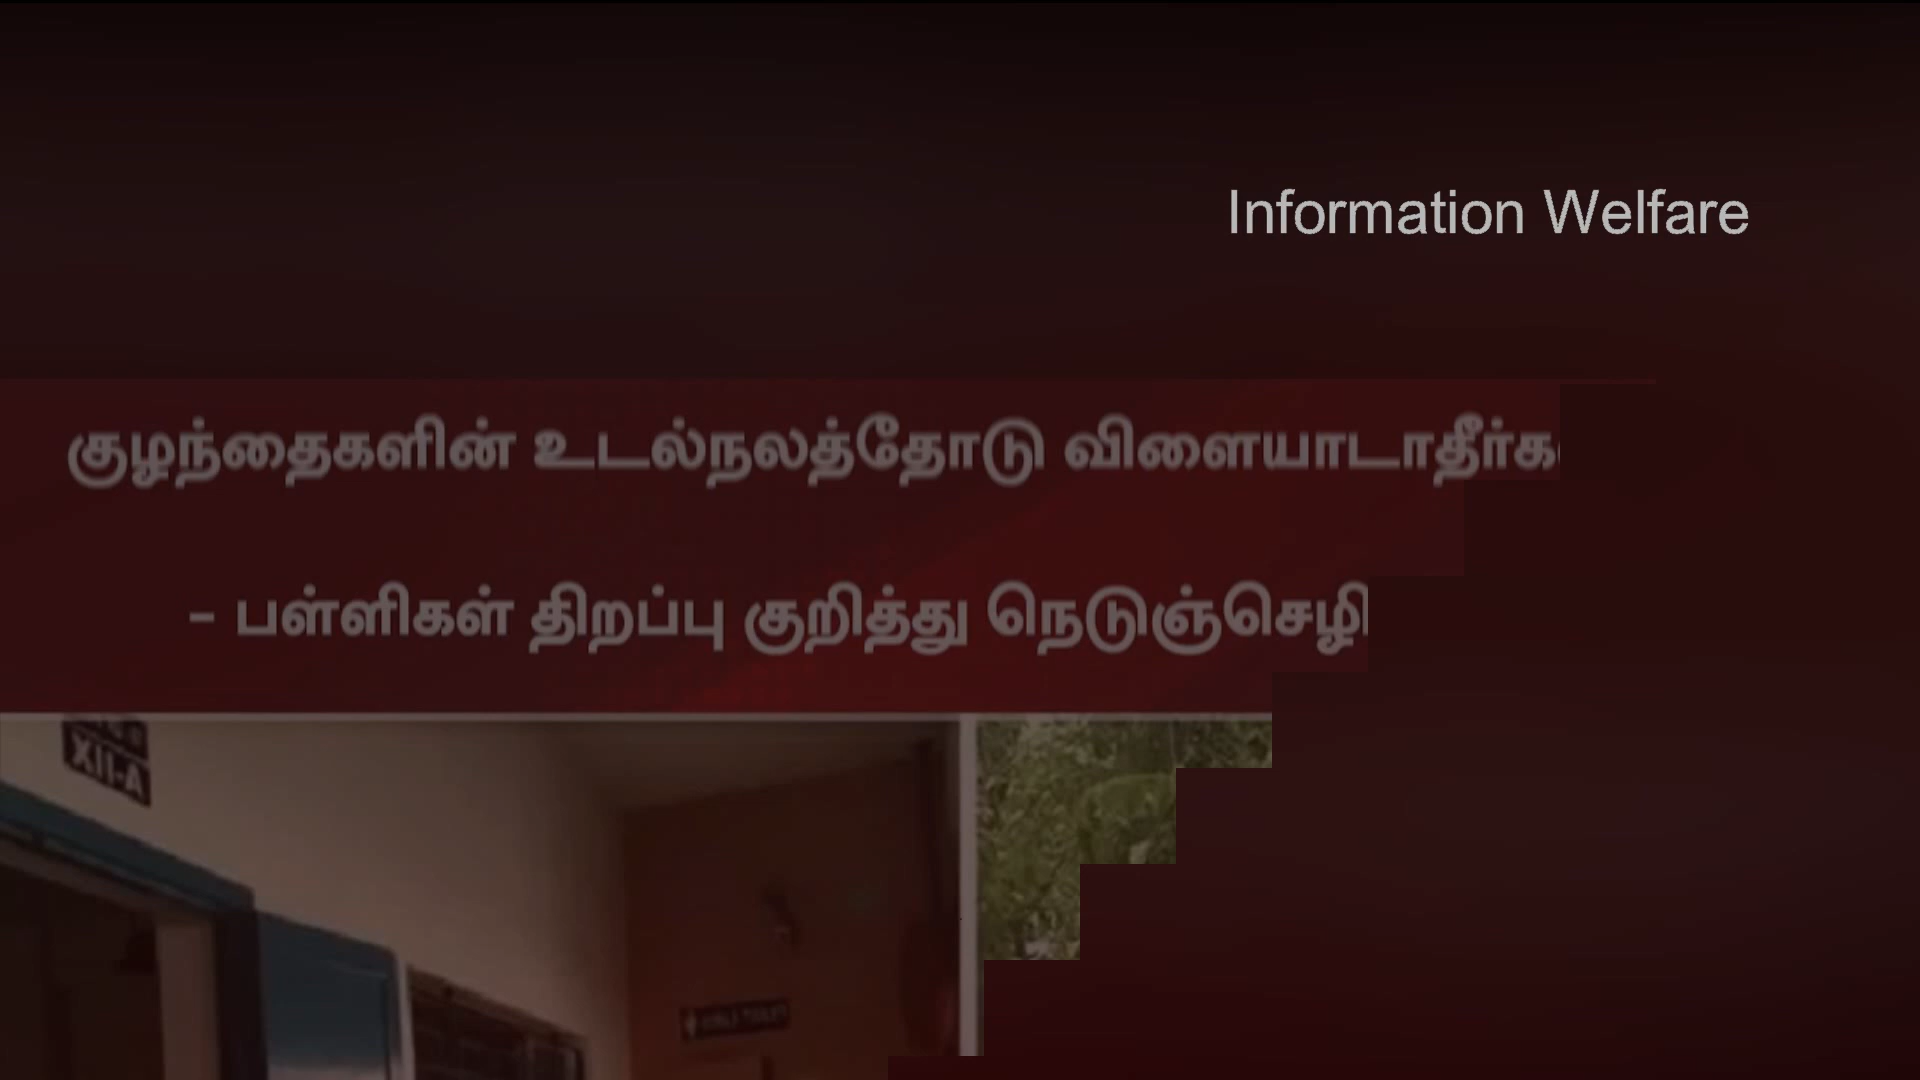 Information Welfare
குழந்தைகளின் உடல்நலத்தோடு
– பள்ளிகள் திறப்பு குறித்து
XII-A